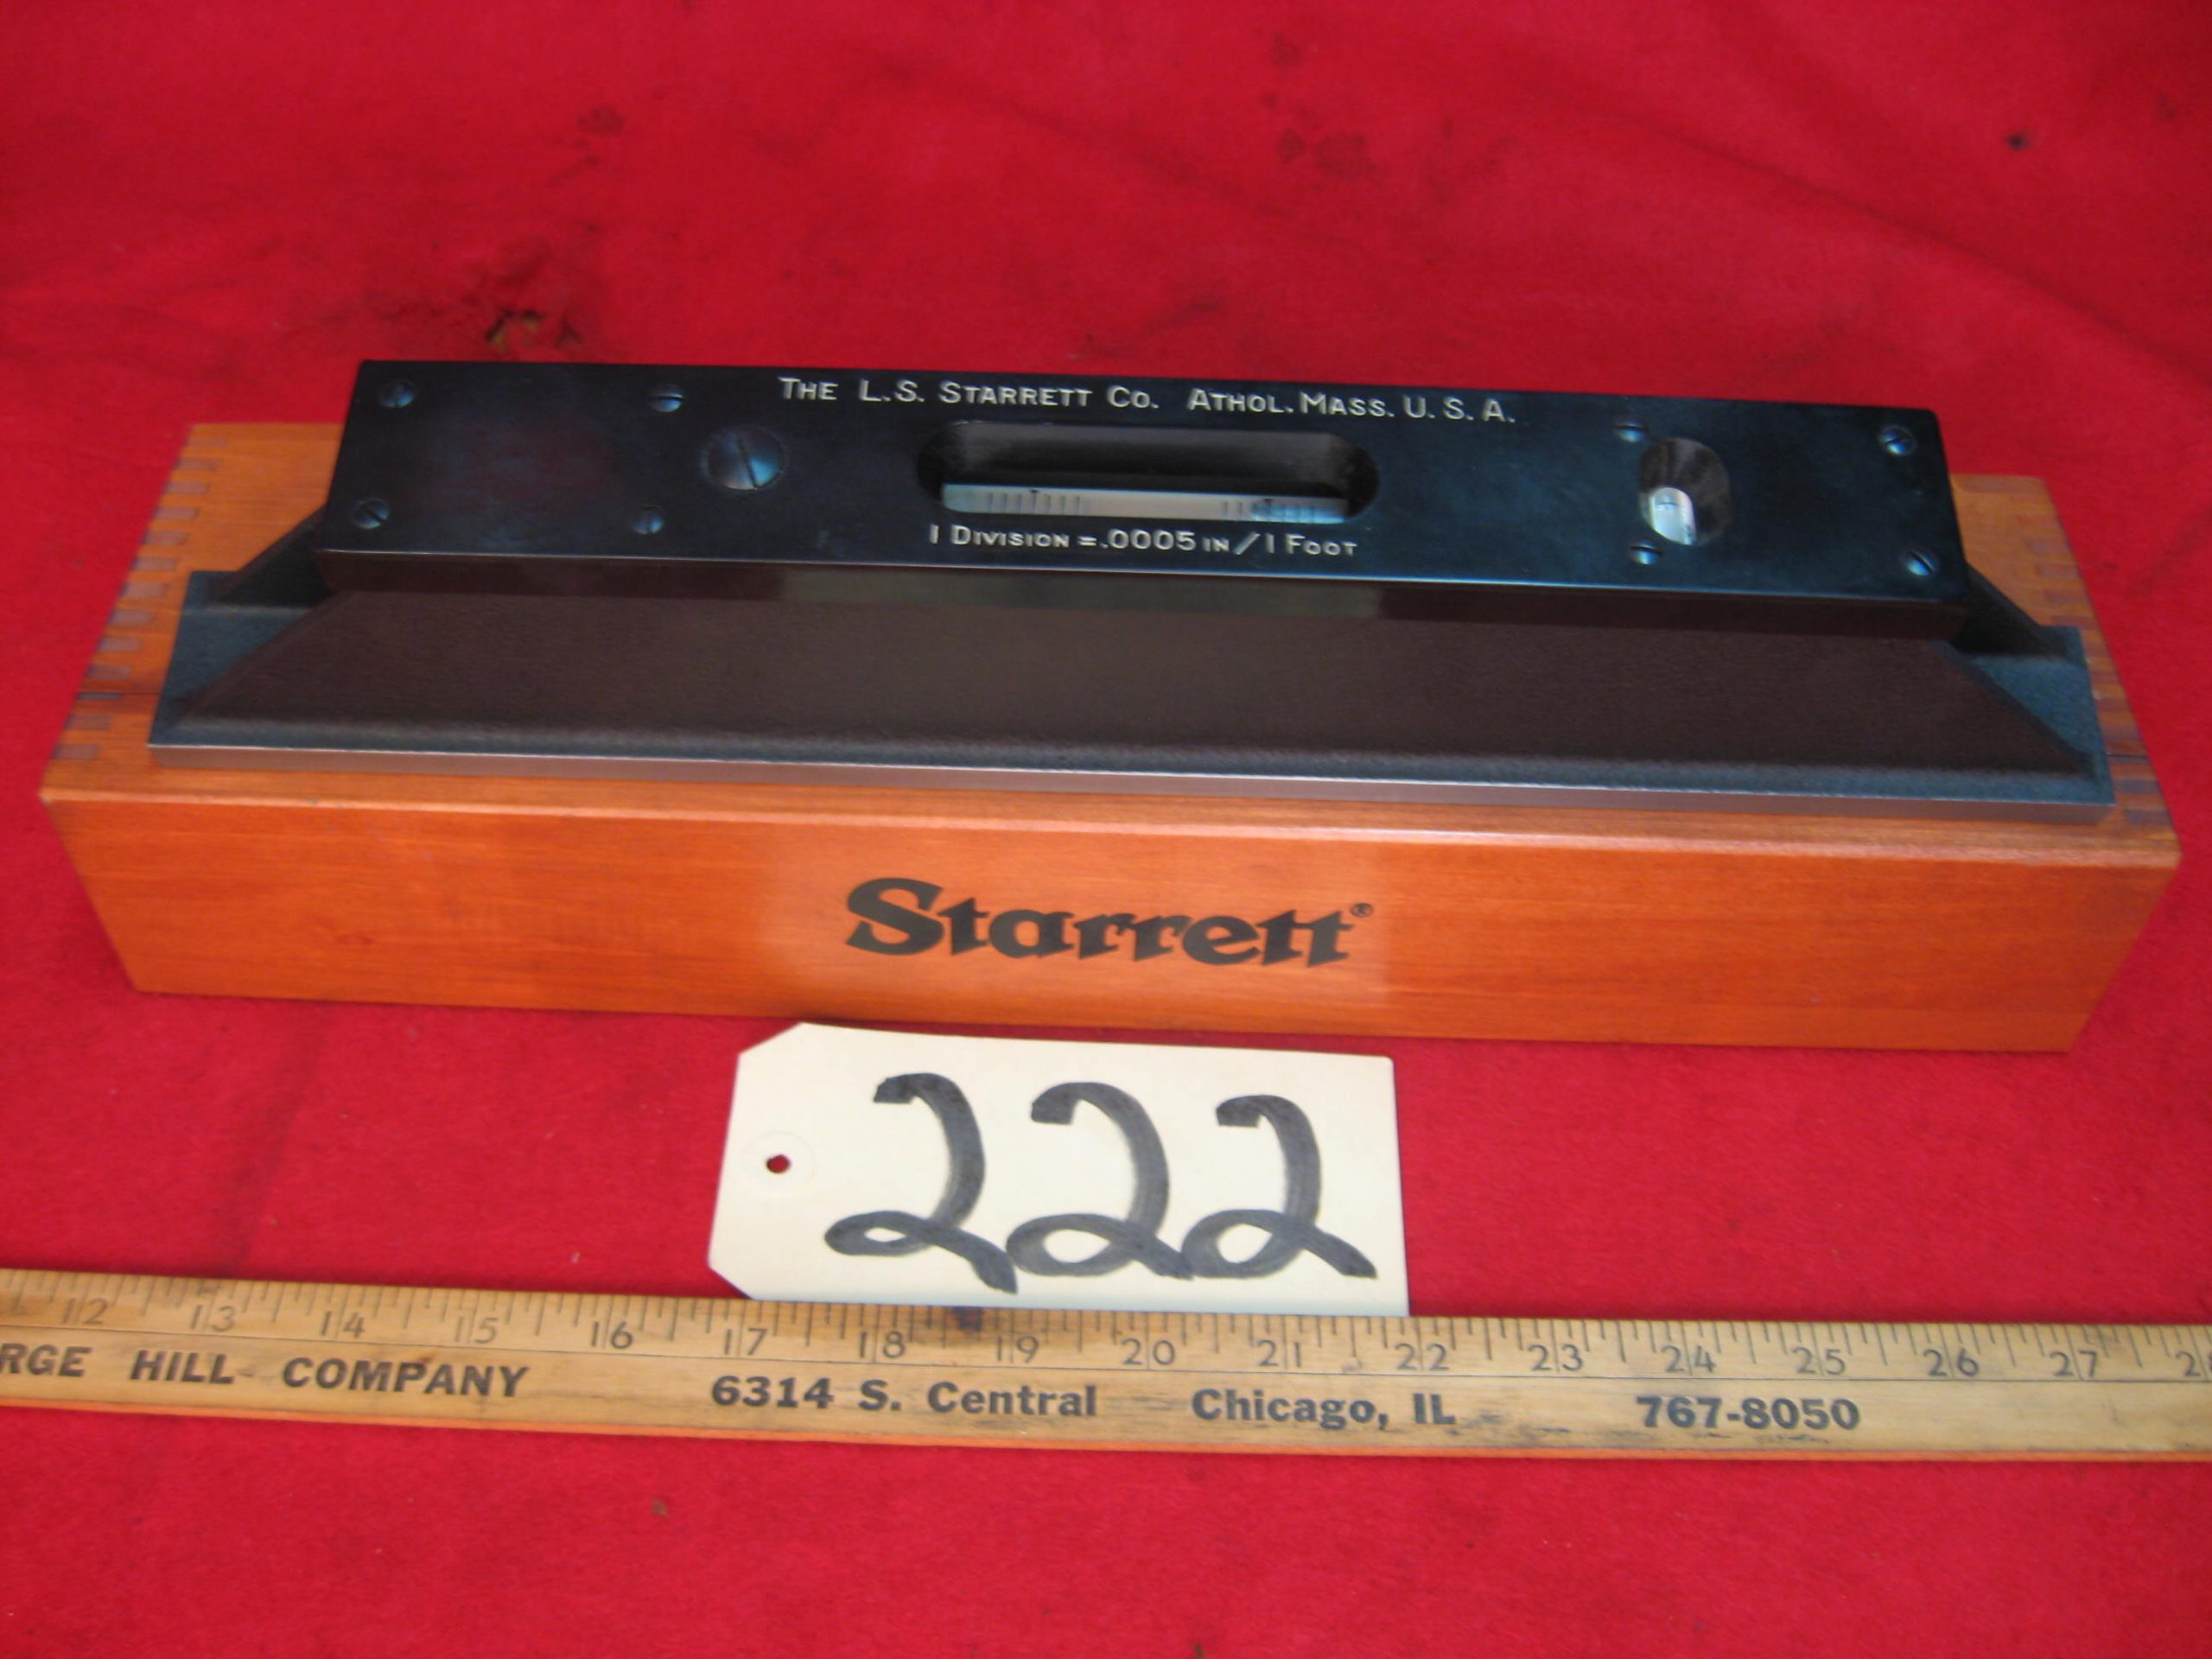 THE L.S. STARRETT CO. ATHOL. MASS. U.S.A.
1 DIVISION = .0005 IN / 1 FOOT
Starrett®
222
12 13 14 15 16 17 18 19 20 21 22 23 24 25 26 27
RGE HILL COMPANY 6314 S. Central Chicago, IL 767-8050